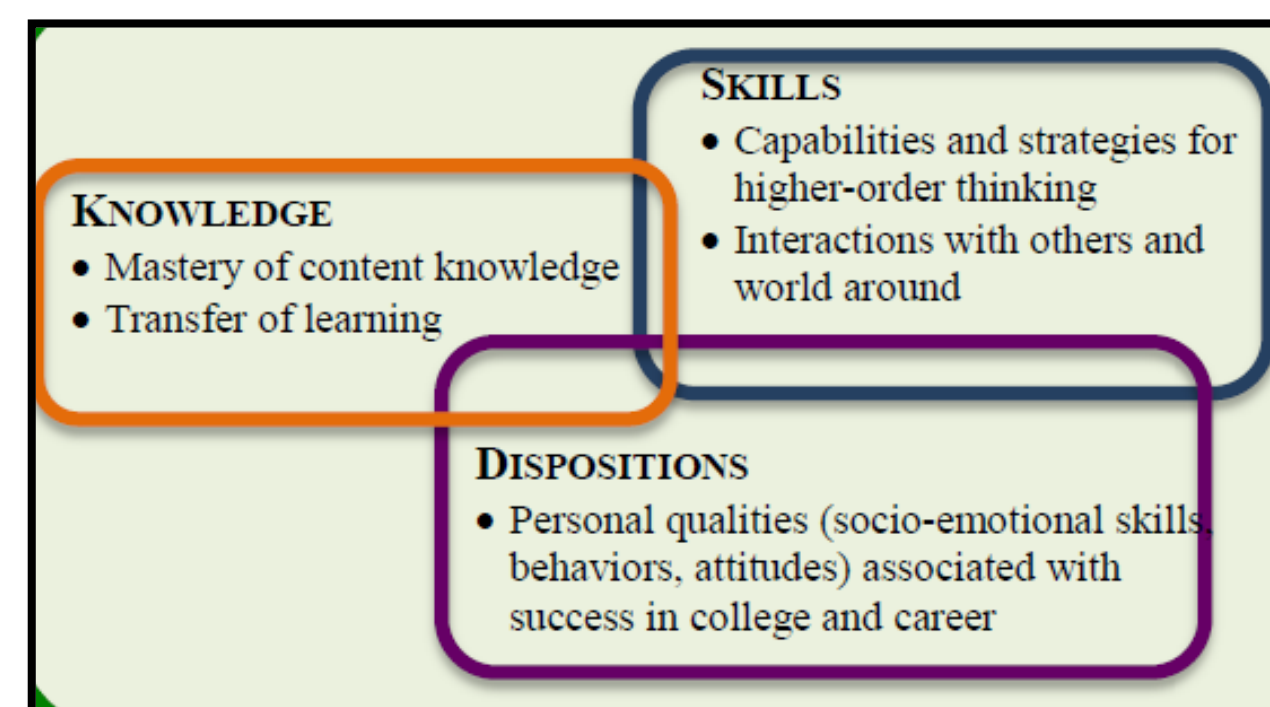 KNOWLEDGE
• Mastery of content knowledge
• Transfer of learning
SKILLS
• Capabilities and strategies for
higher-order thinking
• Interactions with others and
world around
DISPOSITIONS
• Personal qualities (socio-emotional skills,
behaviors, attitudes) associated with
success in college and career